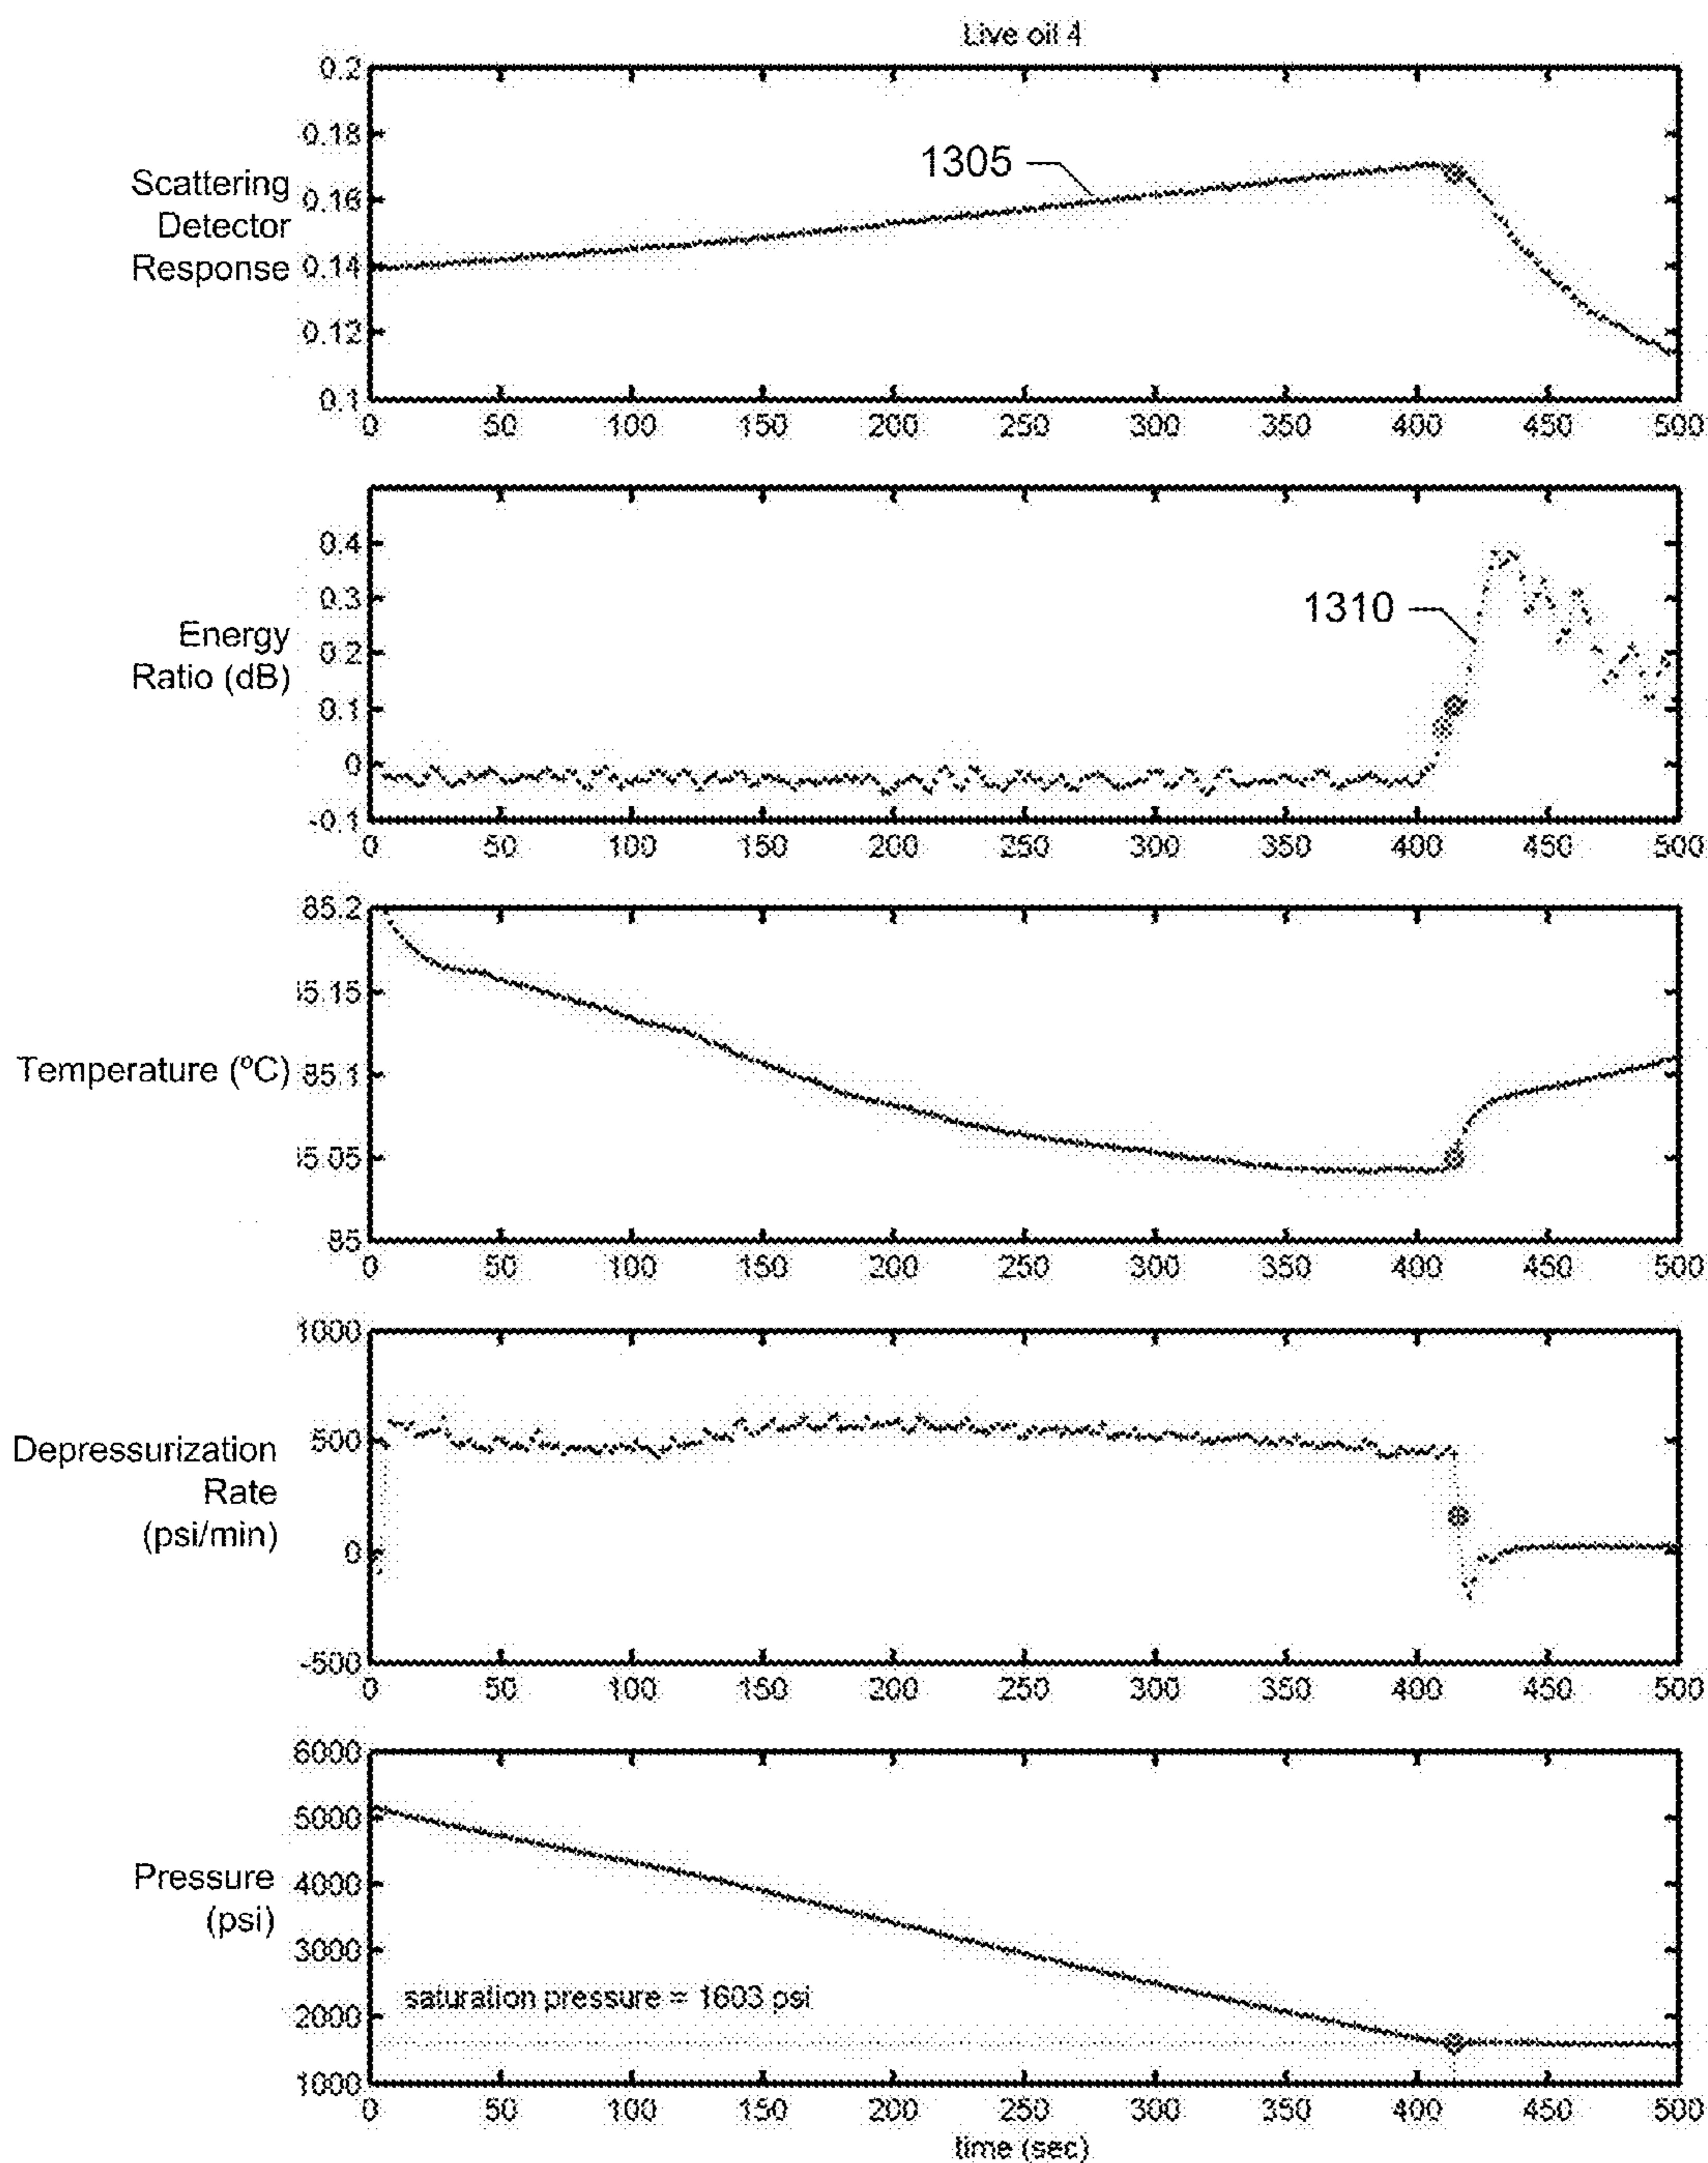 Live oil 4
0.2
0.18
0.16
0.14
0.12
0.1
Scattering
Detector
Response
1305
0 50 100 150 200 250 300 350 400 450 500
0.4
0.3
0.2
0.1
0
-0.1
Energy
Ratio (dB)
1310
0 50 100 150 200 250 300 350 400 450 500
85.2
15.15
85.1
15.05
85
Temperature (ºC)
0 50 100 150 200 250 300 350 400 450 500
1000
500
0
-500
Depressurization
Rate
(psi/min)
0 50 100 150 200 250 300 350 400 450 500
6000
5000
4000
3000
2000
1000
Pressure
(psi)
saturation pressure = 1603 psi
0 50 100 150 200 250 300 350 400 450 500
time (sec)